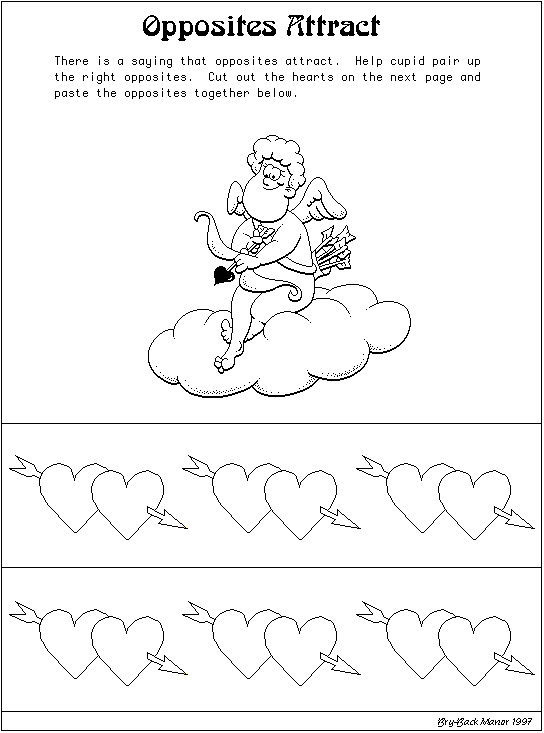 Opposites Attract
There is a saying that opposites attract.  Help cupid pair up
the right opposites.  Cut out the hearts on the next page and
paste the opposites together below.
Bry-Back Manor 1997